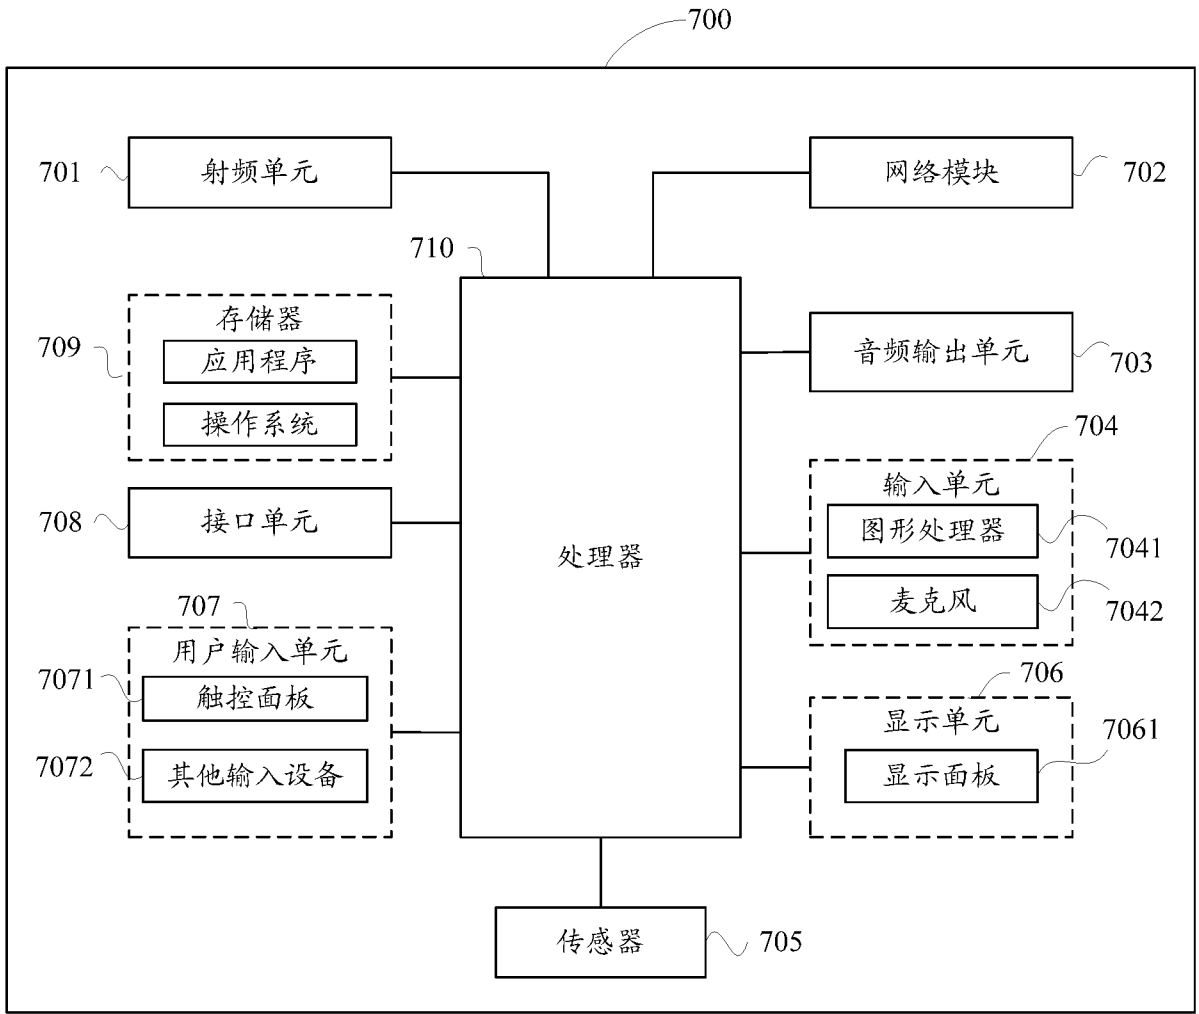 700
701
射频单元
网络模块
702
710
709
存储器
应用程序
操作系统
音频输出单元
703
704
输入单元
图形处理器
7041
麦克风
7042
708
接口单元
处理器
707
用户输入单元
7071
触控面板
7072
其他输入设备
706
显示单元
显示面板
7061
传感器
705